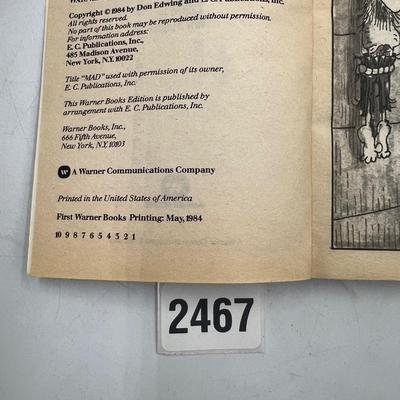 Copyright © 1984 by Don Edwing and E.C. Publications, Inc.
All rights reserved.
No part of this book may be reproduced without permission.
For information address:
E. C. Publications, Inc.,
485 Madison Avenue,
New York, N.Y. 10022
Title "MAD" used with permission of its owner,
E. C. Publications, Inc.
This Warner Books Edition is published by
arrangement with E. C. Publications, Inc.
Warner Books, Inc.,
666 Fifth Avenue,
New York, N.Y. 10103
W A Warner Communications Company
Printed in the United States of America
First Warner Books Printing: May, 1984
10 9 8 7 6 5 4 3 2 1
2467